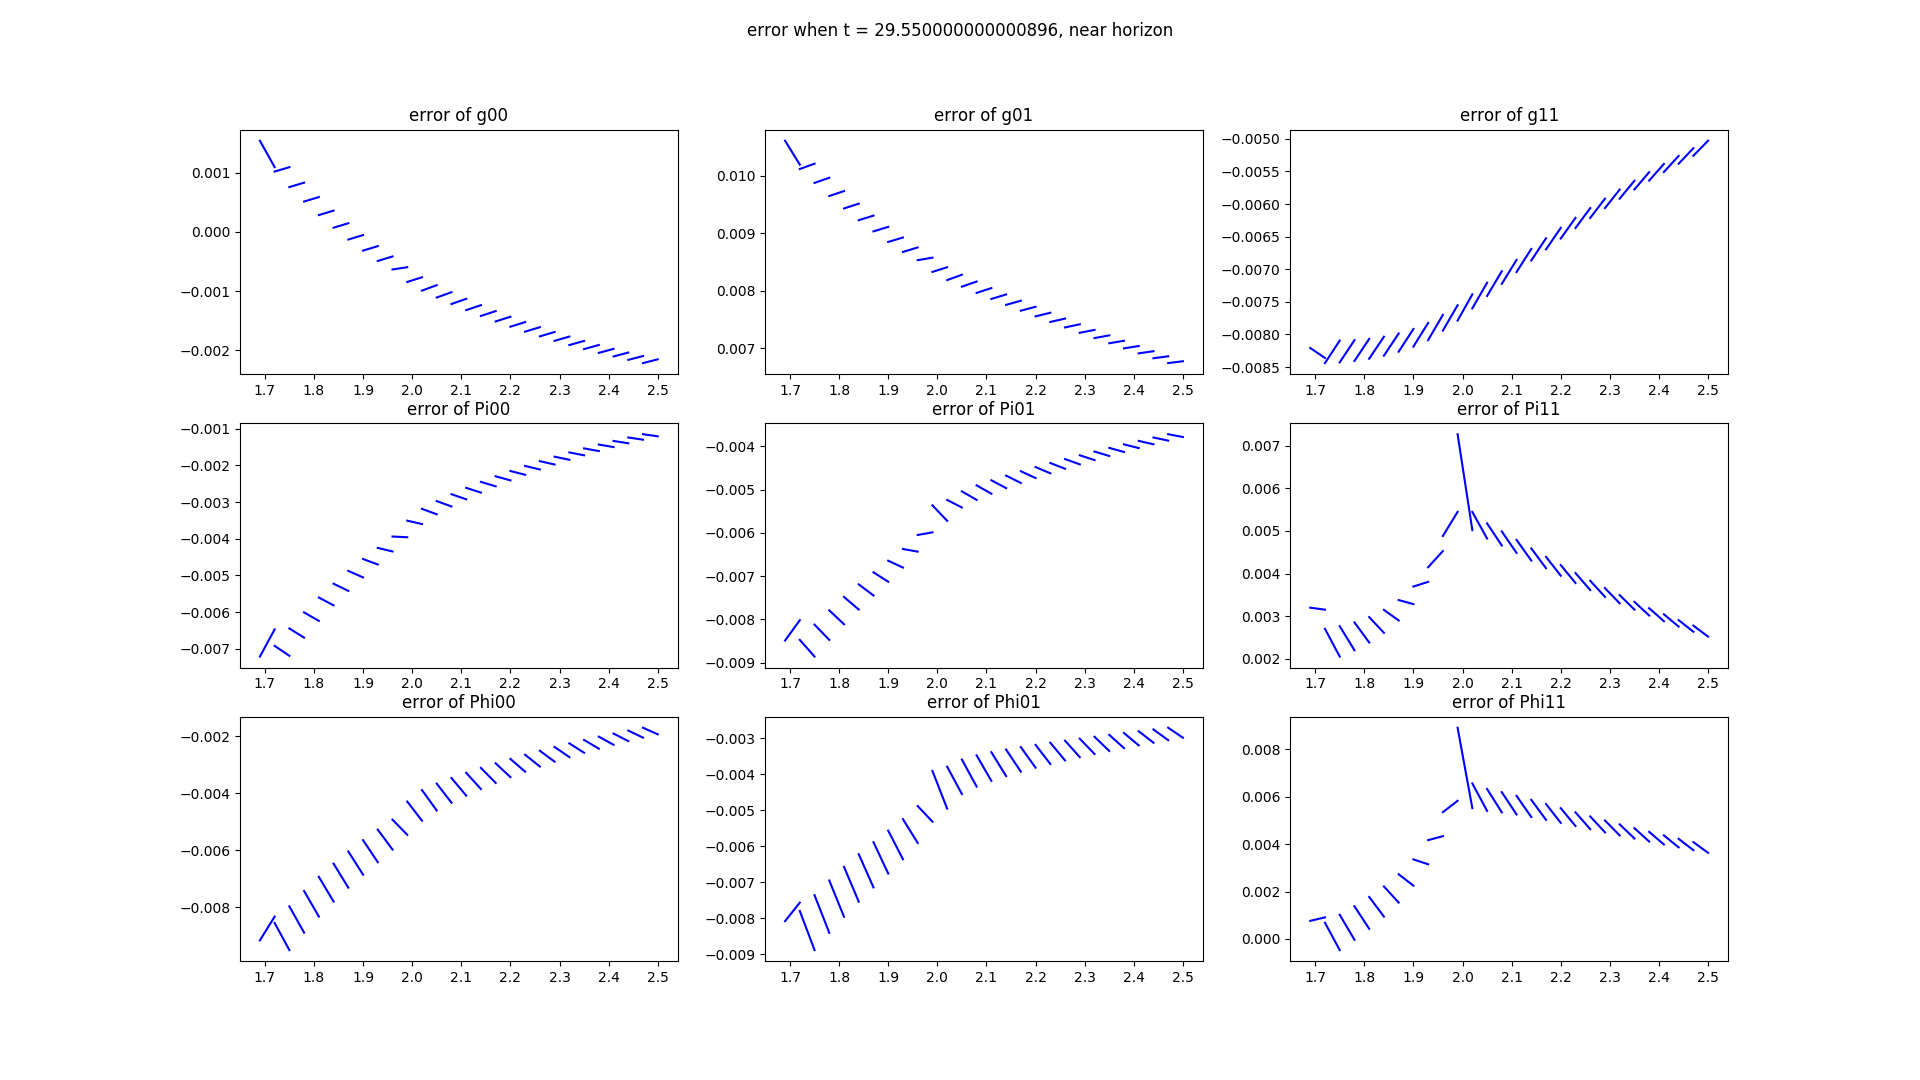 error when t = 29.550000000000896, near horizon
error of g00
error of g01
error of g11
0.001
0.000
−0.001
−0.002
1.7 1.8 1.9 2.0 2.1 2.2 2.3 2.4 2.5
0.010
0.009
0.008
0.007
1.7 1.8 1.9 2.0 2.1 2.2 2.3 2.4 2.5
−0.0050
−0.0055
−0.0060
−0.0065
−0.0070
−0.0075
−0.0080
−0.0085
1.7 1.8 1.9 2.0 2.1 2.2 2.3 2.4 2.5
error of Pi00
error of Pi01
error of Pi11
−0.001
−0.002
−0.003
−0.004
−0.005
−0.006
−0.007
1.7 1.8 1.9 2.0 2.1 2.2 2.3 2.4 2.5
−0.004
−0.005
−0.006
−0.007
−0.008
−0.009
1.7 1.8 1.9 2.0 2.1 2.2 2.3 2.4 2.5
0.007
0.006
0.005
0.004
0.003
0.002
1.7 1.8 1.9 2.0 2.1 2.2 2.3 2.4 2.5
error of Phi00
error of Phi01
error of Phi11
−0.002
−0.004
−0.006
−0.008
1.7 1.8 1.9 2.0 2.1 2.2 2.3 2.4 2.5
−0.003
−0.004
−0.005
−0.006
−0.007
−0.008
−0.009
1.7 1.8 1.9 2.0 2.1 2.2 2.3 2.4 2.5
0.008
0.006
0.004
0.002
0.000
1.7 1.8 1.9 2.0 2.1 2.2 2.3 2.4 2.5